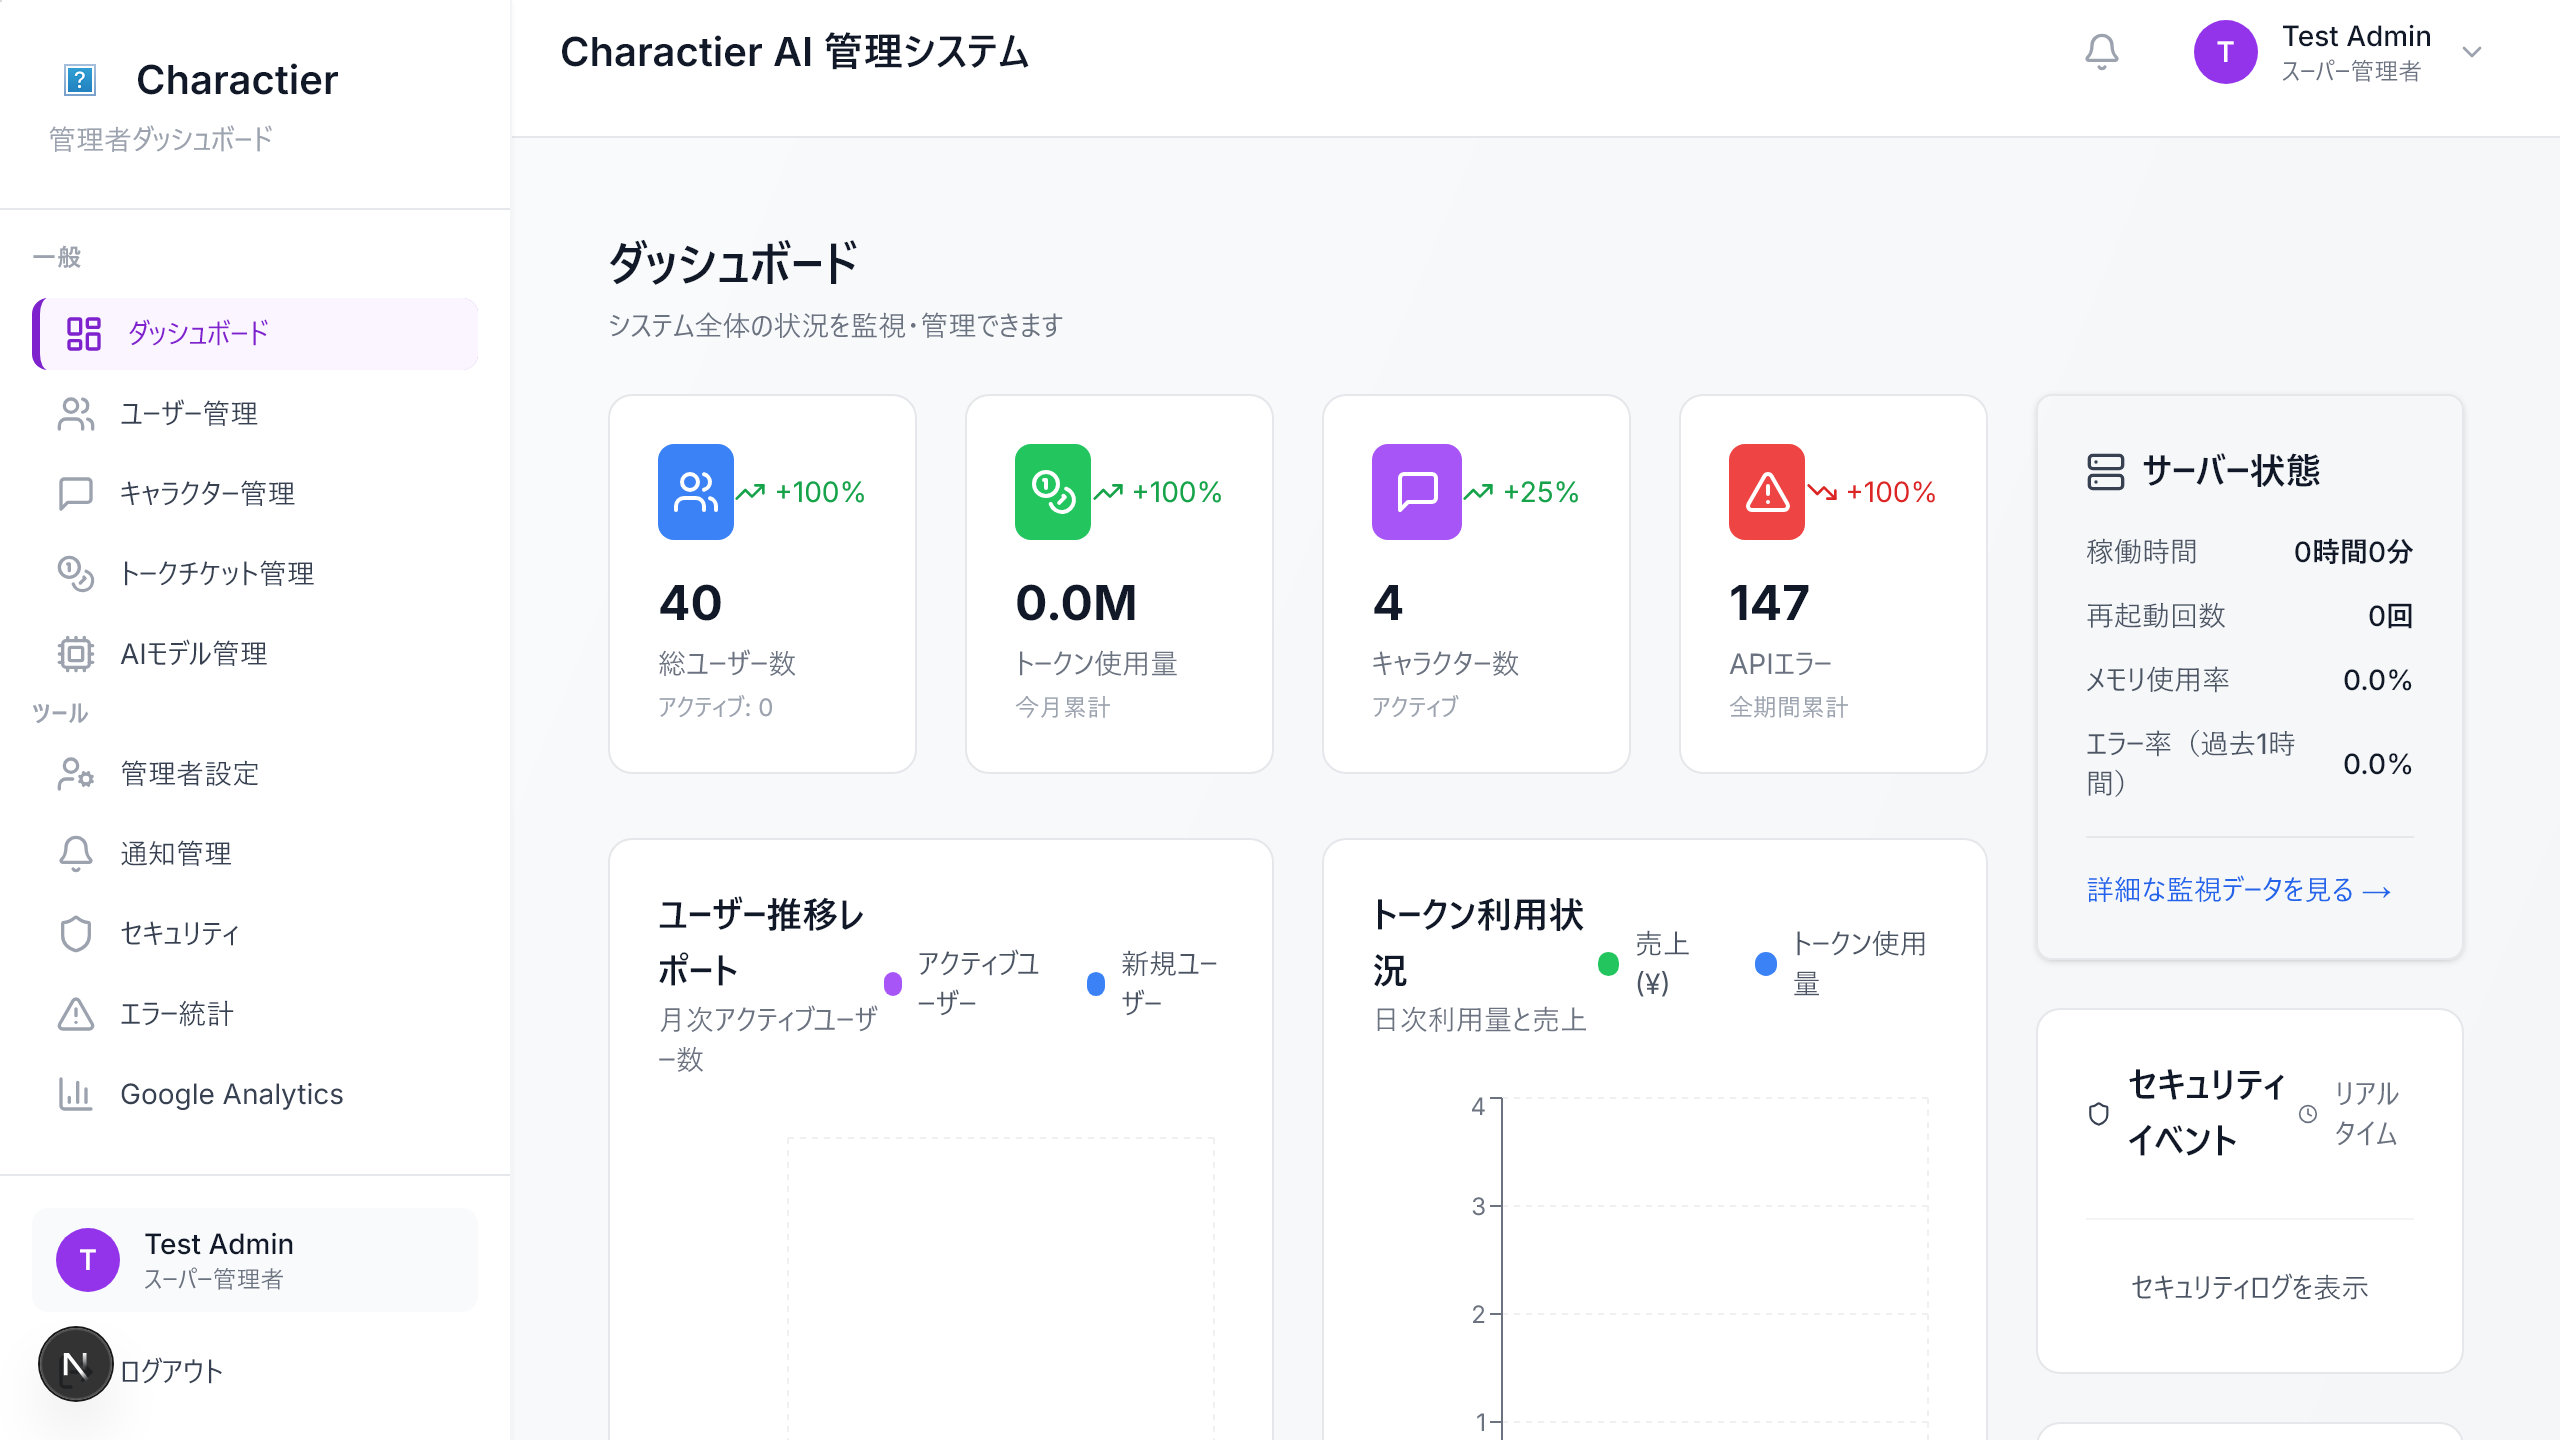 Charactier
管理者ダッシュボード
一般
ダッシュボード
ユーザー管理
キャラクター管理
トークチケット管理
AIモデル管理
ツール
管理者設定
通知管理
セキュリティ
エラー統計
Google Analytics
T
Test Admin
スーパー管理者
N
ログアウト
Charactier AI 管理システム
T
Test Admin
スーパー管理者
ダッシュボード
システム全体の状況を監視・管理できます
+100%
40
総ユーザー数
アクティブ: 0
+100%
0.0M
トークン使用量
今月累計
+25%
4
キャラクター数
アクティブ
+100%
147
APIエラー
全期間累計
サーバー状態
稼働時間 0時間0分
再起動回数 0回
メモリ使用率 0.0%
エラー率（過去1時
間） 0.0%
詳細な監視データを見る →
ユーザー推移レ
ポート
月次アクティブユーザ
ー数
アクティブユ
ーザー
新規ユー
ザー
トークン利用状
況
日次利用量と売上
売上
(¥)
トークン使用
量
4
3
2
1
セキュリティ
イベント
リアル
タイム
セキュリティログを表示